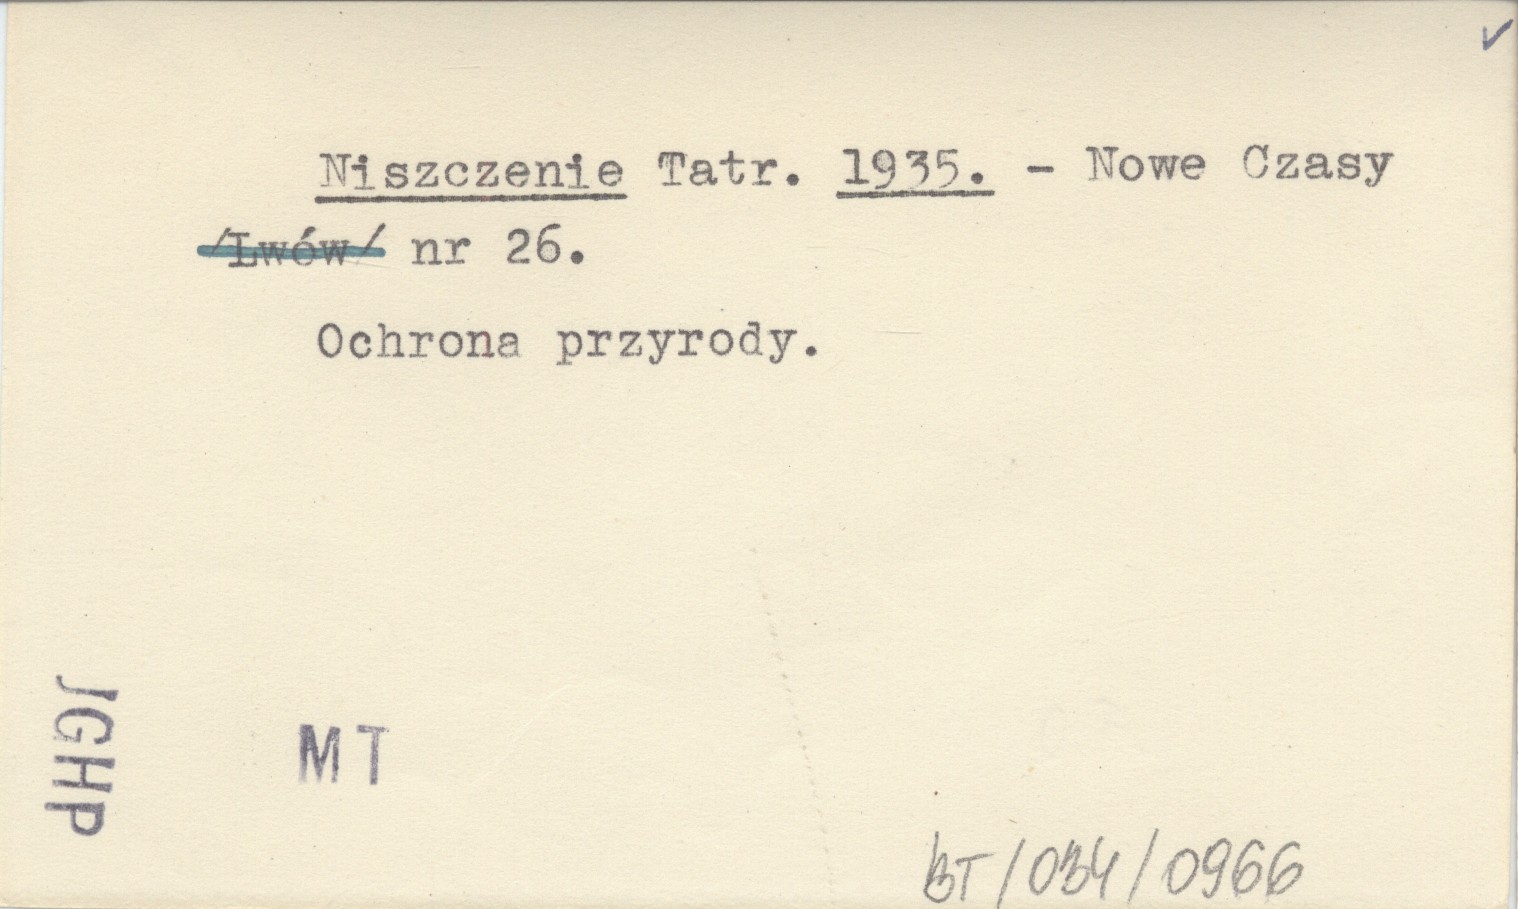 Niszczenie Tatr. 1935. - Nowe Czasy
/Lwów/ nr 26.
Ochrona przyrody.
JGHP
MT
BT/034/0966